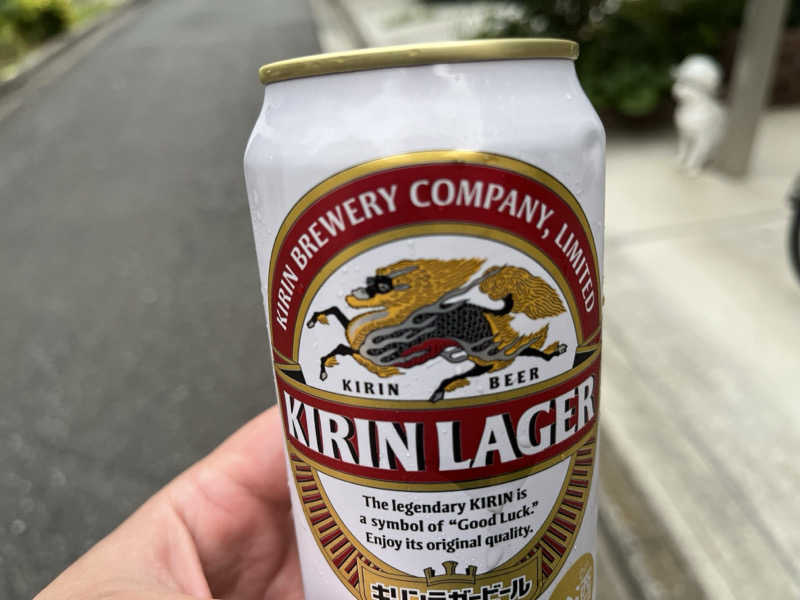 KIRIN BREWERY COMPANY, LIMITED
KIRIN BEER
KIRIN LAGER
The legendary KIRIN is
a symbol of “Good Luck.”
Enjoy its original quality.
キリンラガービール